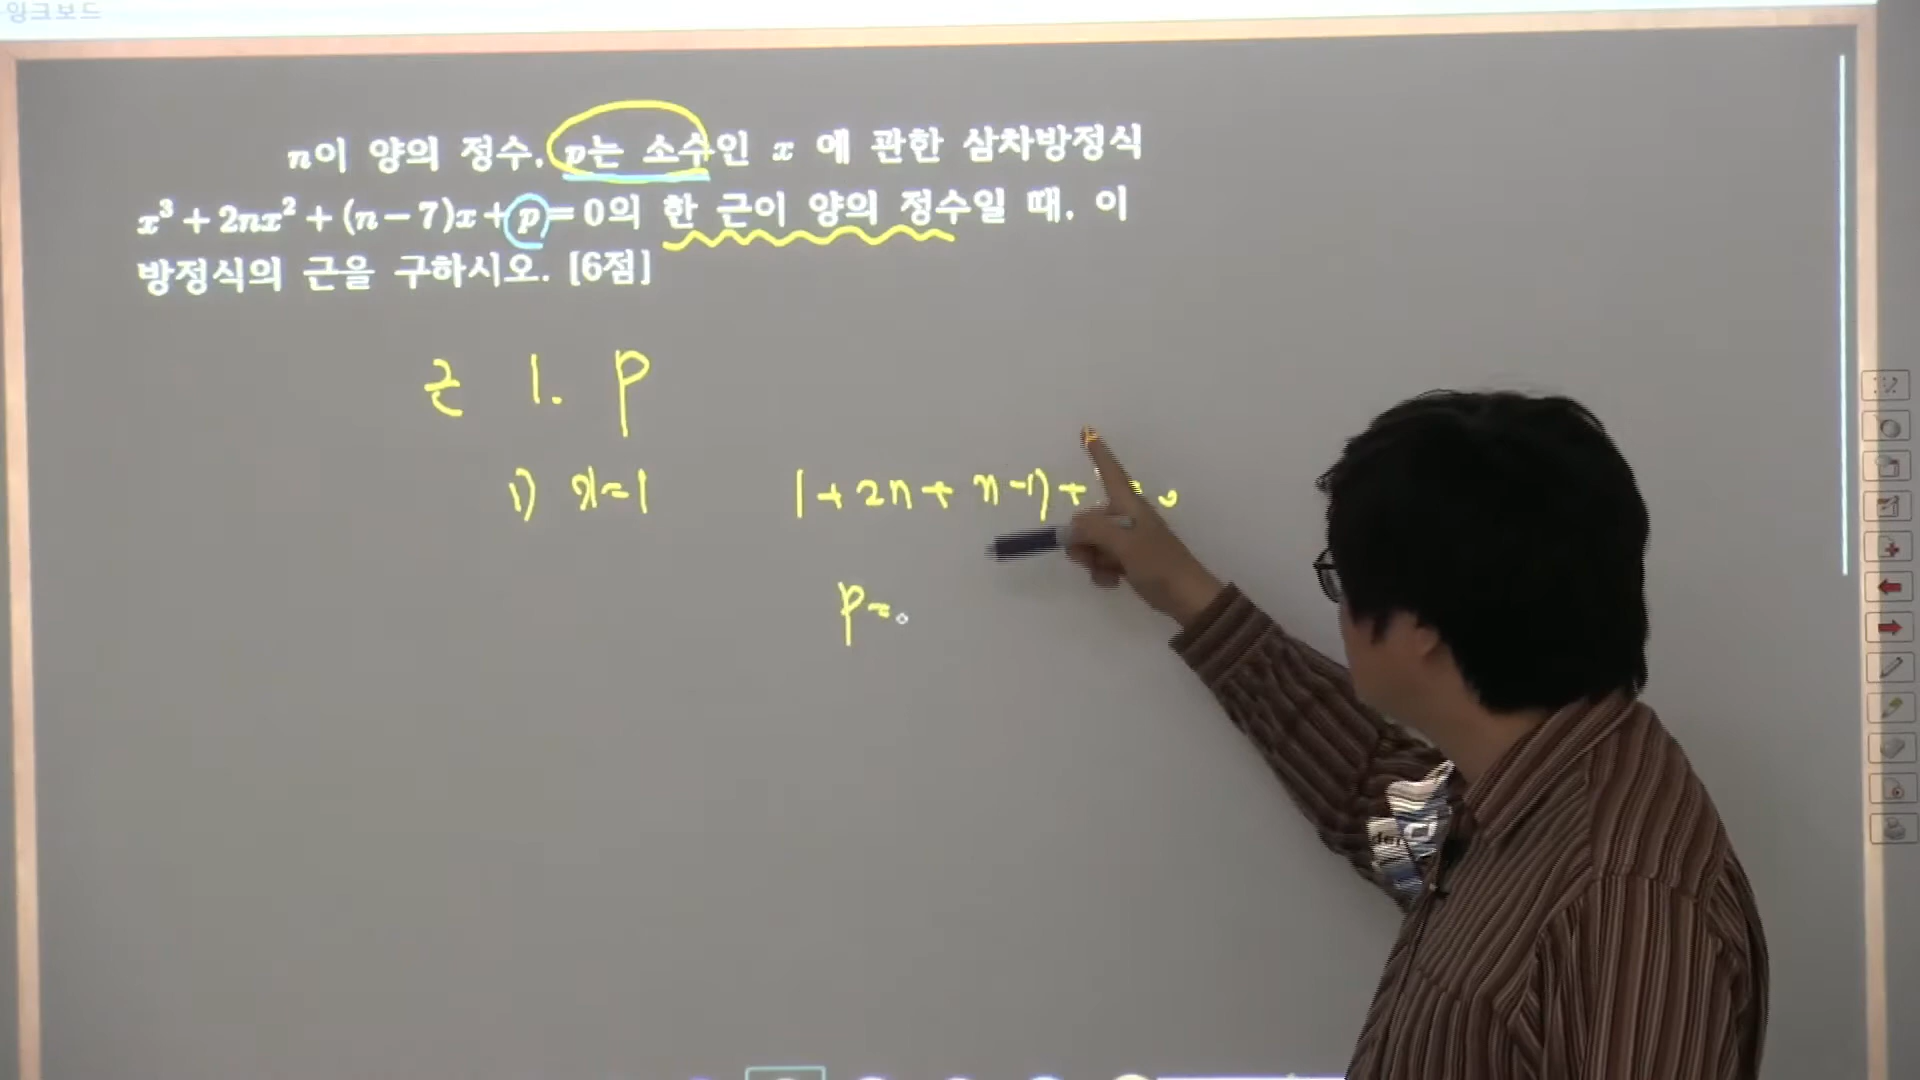 잉크보드
n이 양의 정수, p는 소수인 x 에 관한 삼차방정식
x³ + 2nx² + (n − 7)x + p = 0의 한 근이 양의 정수일 때, 이
방정식의 근을 구하시오. [6점]
근 1. p
1) x=1 1 + 2n + n -7 +
p=